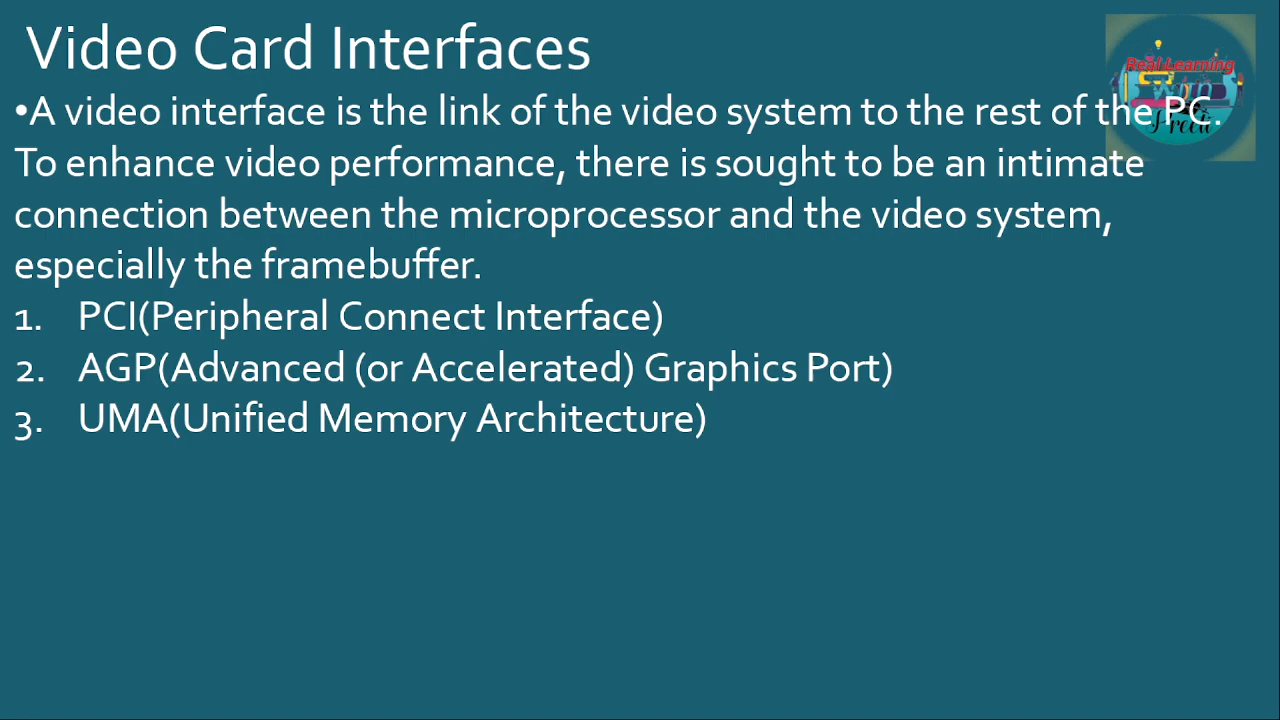 Video Card Interfaces
•A video interface is the link of the video system to the rest of the PC.
To enhance video performance, there is sought to be an intimate
connection between the microprocessor and the video system,
especially the framebuffer.
1. PCI(Peripheral Connect Interface)
2. AGP(Advanced (or Accelerated) Graphics Port)
3. UMA(Unified Memory Architecture)
Real Learning
With
Preeti